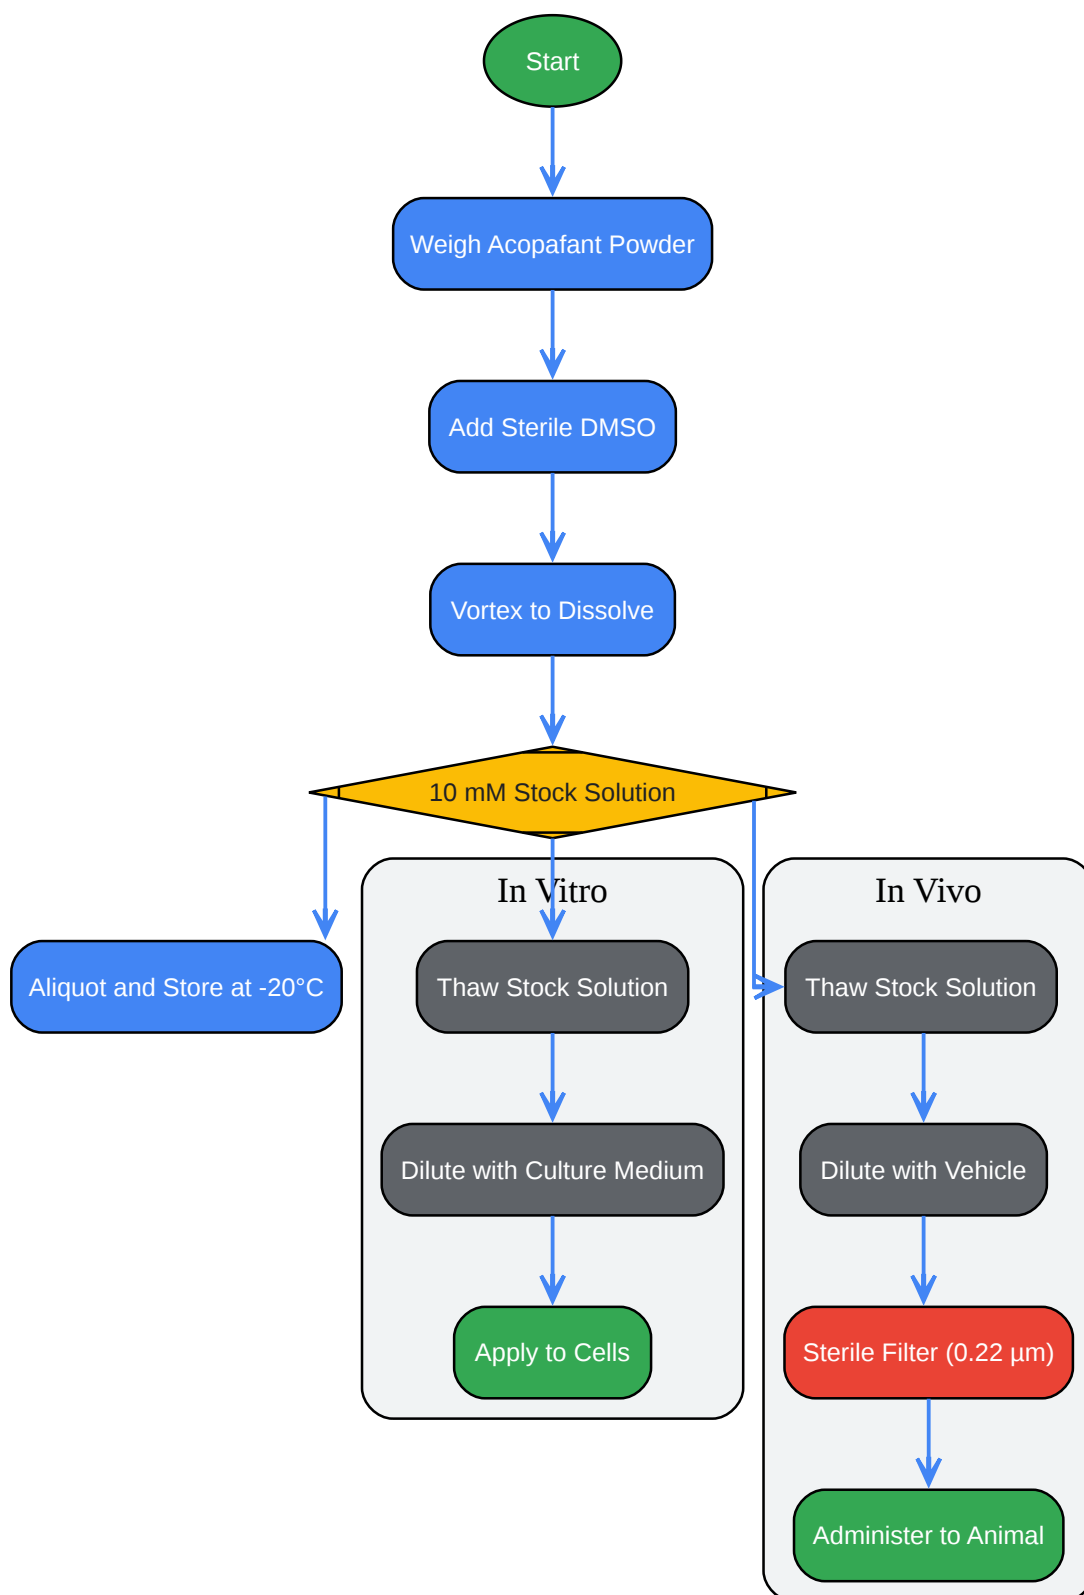 Start
Weigh Acopafant Powder
Add Sterile DMSO
Vortex to Dissolve
10 mM Stock Solution
Aliquot and Store at -20°C
In Vitro
Thaw Stock Solution
Dilute with Culture Medium
Apply to Cells
In Vivo
Thaw Stock Solution
Dilute with Vehicle
Sterile Filter (0.22 µm)
Administer to Animal